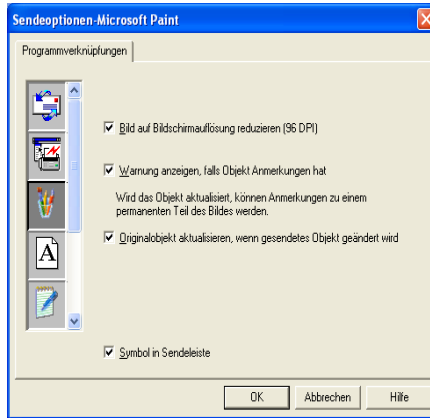 Sendeoptionen-Microsoft Paint
Programmverknüpfungen
Bild auf Bildschirmauflösung reduzieren (96 DPI)
Warnung anzeigen, falls Objekt Anmerkungen hat
Wird das Objekt aktualisiert, können Anmerkungen zu einem
permanenten Teil des Bildes werden.
Originalobjekt aktualisieren, wenn gesendetes Objekt geändert wird
A
Symbol in Sendeleiste
OK Abbrechen Hilfe